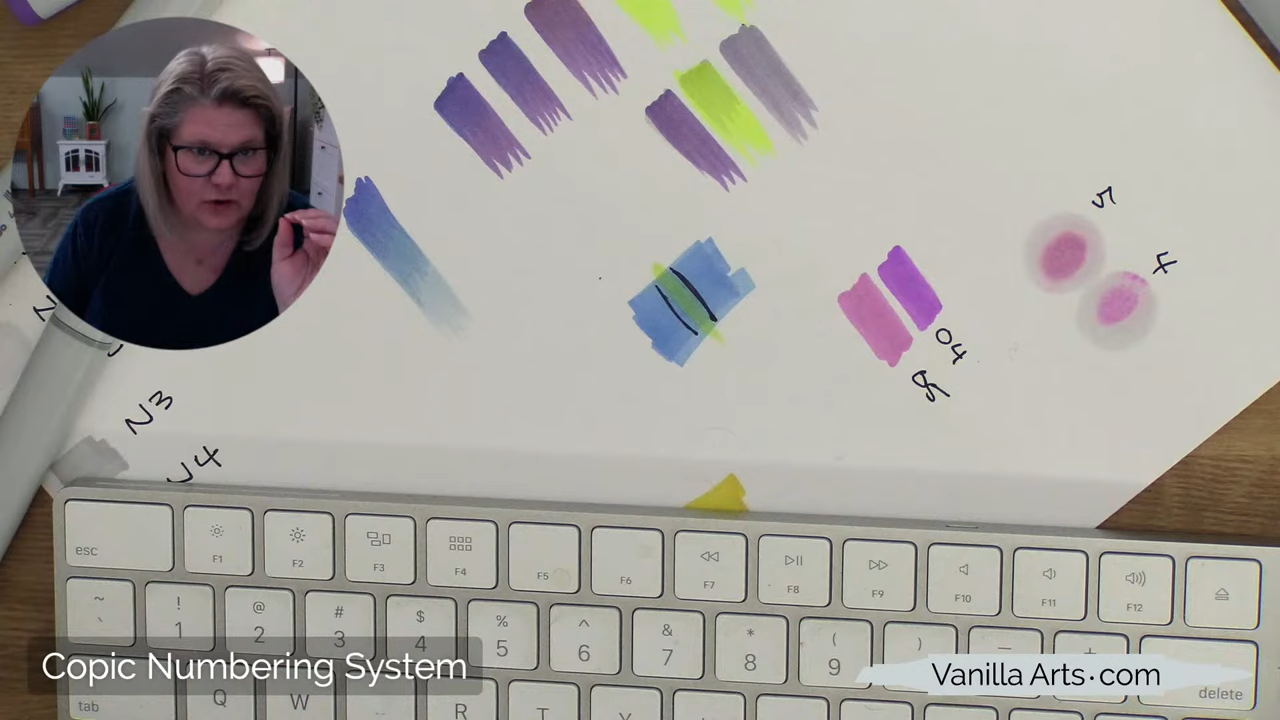 5
4
04
N3
esc
F1
F2
F3
F4
F5
F6
F7
F8
F9
F10
F11
F12
~
`
!
1
@
2
#
3
$
4
%
5
^
6
&
7
*
8
(
9
)
Copic Numbering System
Vanilla Arts•com
delete
tab
Q
W
R
T
Y